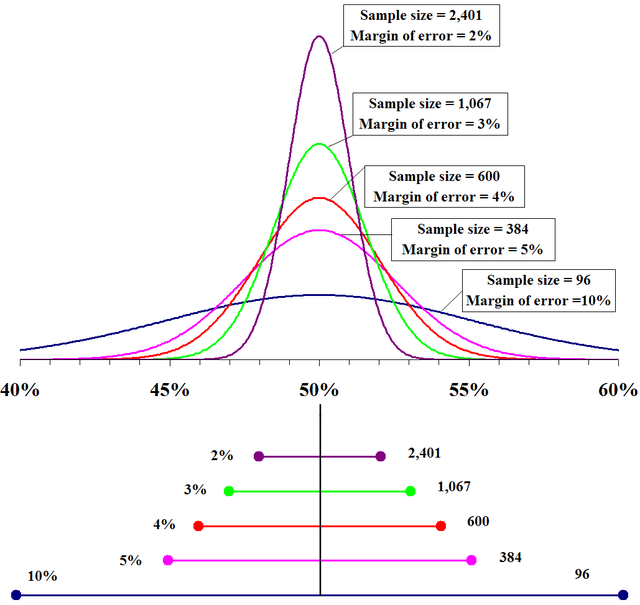 Sample size = 2,401
Margin of error = 2%
Sample size = 1,067
Margin of error = 3%
Sample size = 600
Margin of error = 4%
Sample size = 384
Margin of error = 5%
Sample size = 96
Margin of error =10%
40% 45% 50% 55% 60%
2% 2,401
3% 1,067
4% 600
5% 384
10% 96